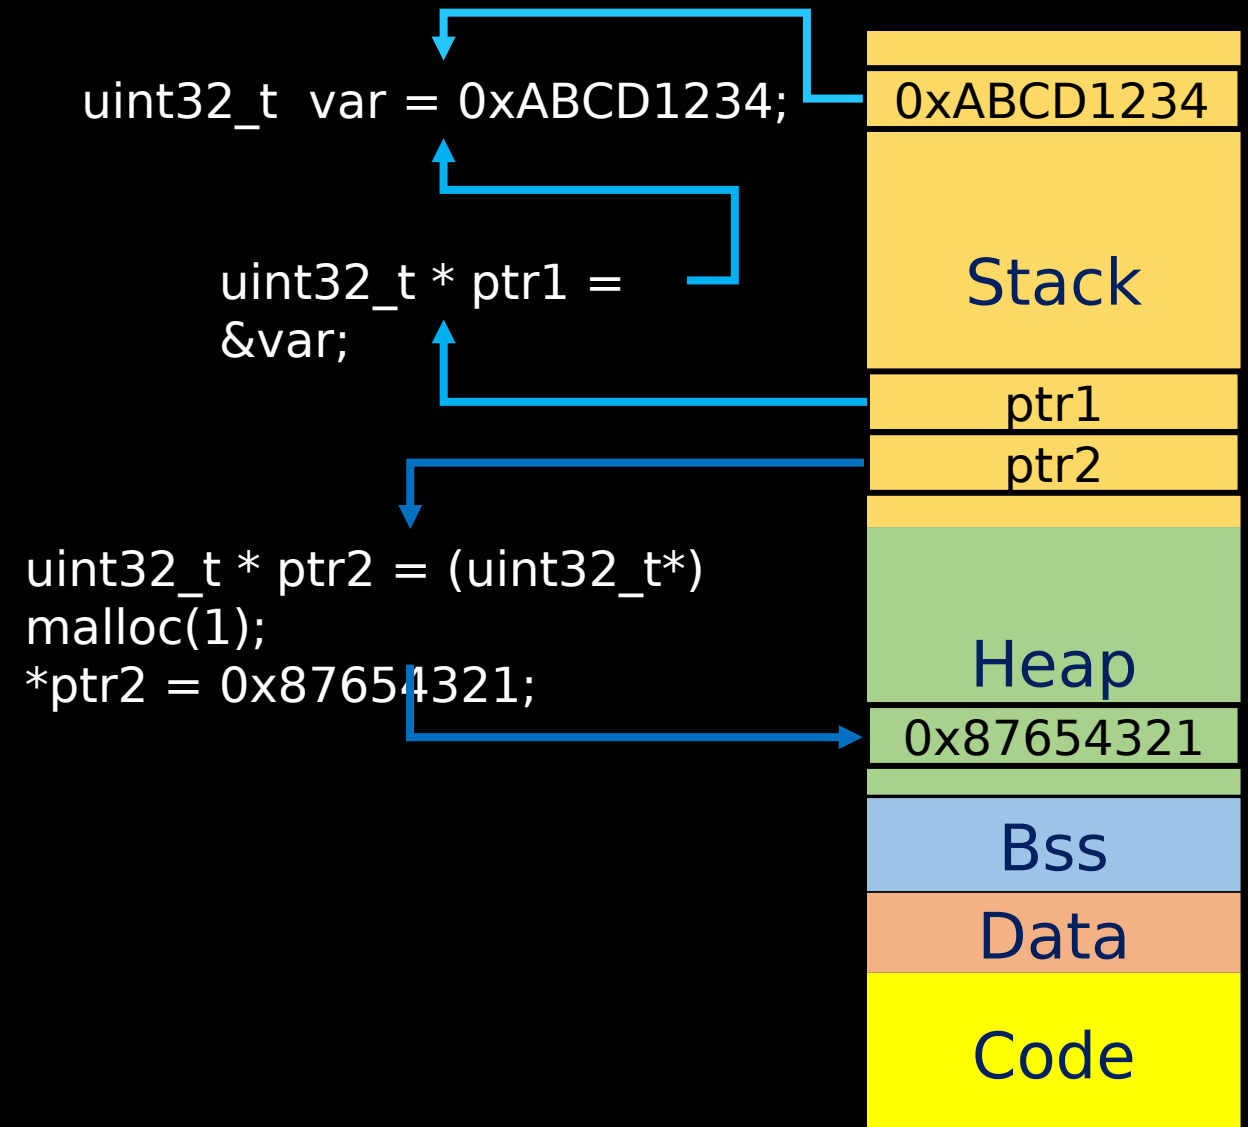 uint32_t  var = 0xABCD1234;
0xABCD1234
uint32_t * ptr1 =
&var;
Stack
ptr1
ptr2
uint32_t * ptr2 = (uint32_t*)
malloc(1);
*ptr2 = 0x87654321;
Heap
0x87654321
Bss
Data
Code